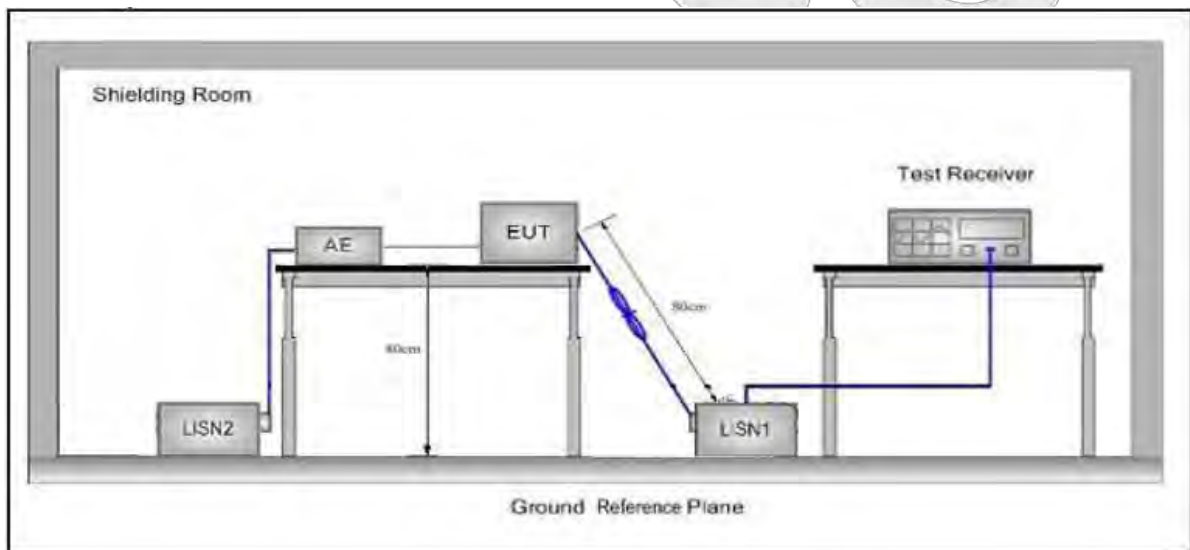 Shielding Room
Test Receiver
AE
EUT
80cm
80cm
LISN2
LISN1
Ground Reference Plane